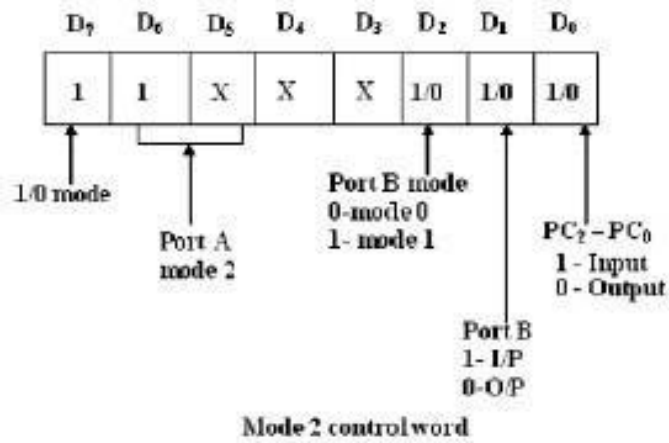 D7 D6 D5 D4 D3 D2 D1 D0
1 1 X X X 1/0 1/0 1/0
1/0 mode
Port A
mode 2
Port B mode
0-mode 0
1- mode 1
PC2 – PC0
1 - Input
0 - Output
Port B
1- I/P
0-O/P
Mode 2 control word